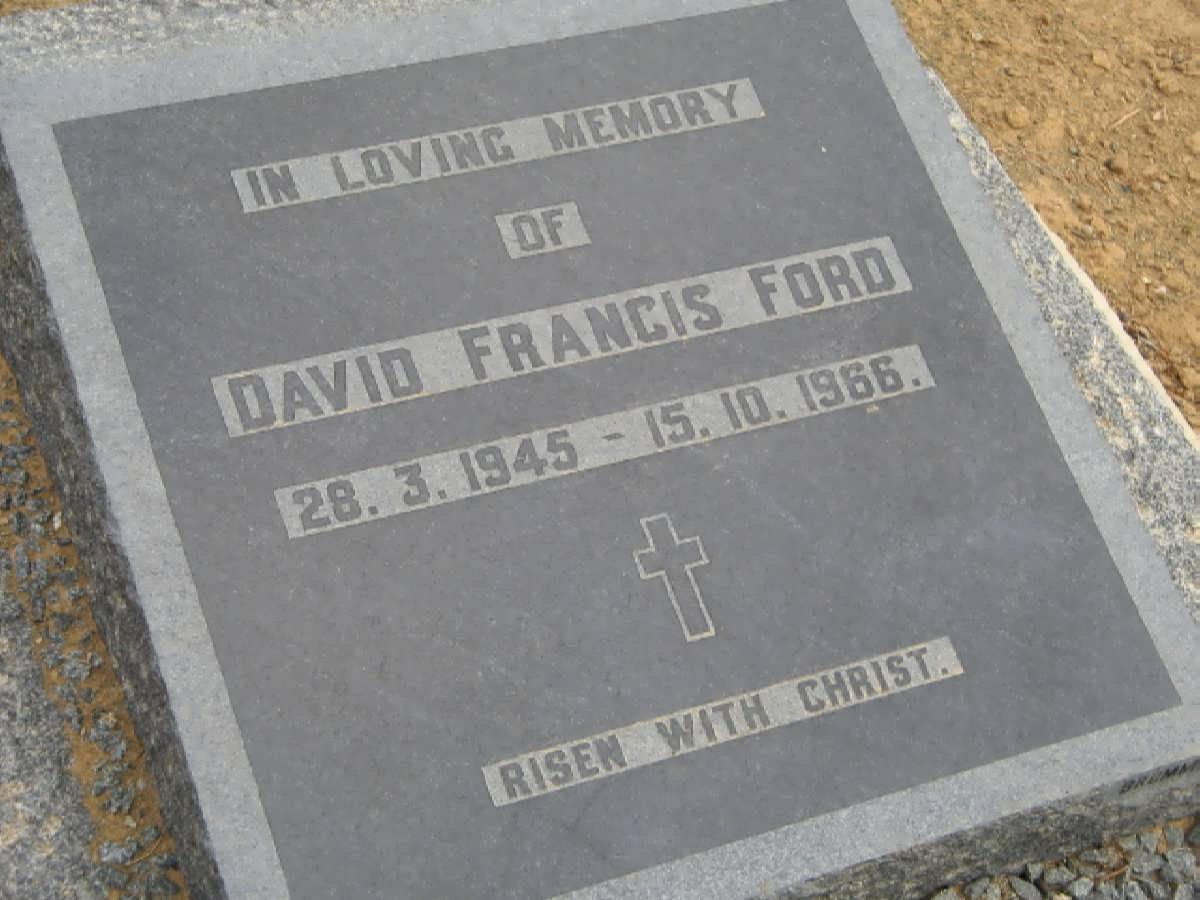 IN LOVING MEMORY
OF
DAVID FRANCIS FORD
28. 3. 1945 - 15. 10. 1966.
RISEN WITH CHRIST.